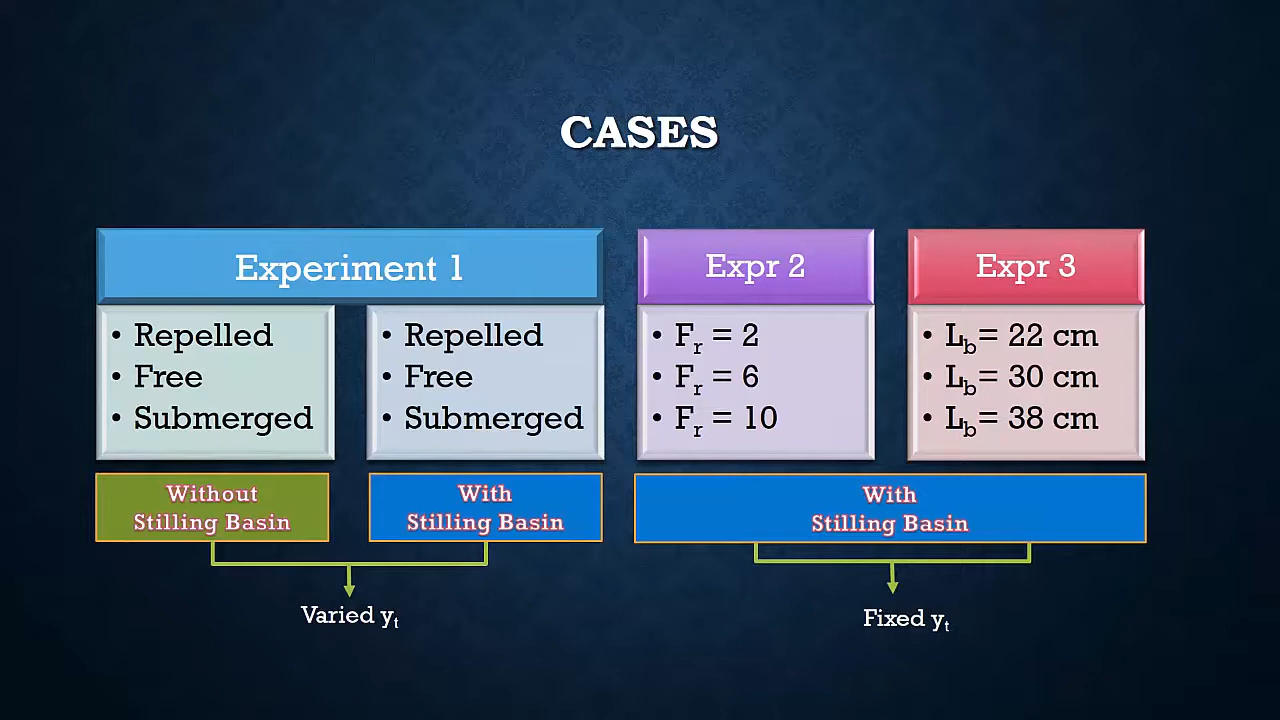 CASES
Experiment 1
• Repelled
• Free
• Submerged
• Repelled
• Free
• Submerged
Without
Stilling Basin
With
Stilling Basin
Varied yt
Expr 2
• Fr = 2
• Fr = 6
• Fr = 10
Expr 3
• Lb= 22 cm
• Lb= 30 cm
• Lb= 38 cm
With
Stilling Basin
Fixed yt